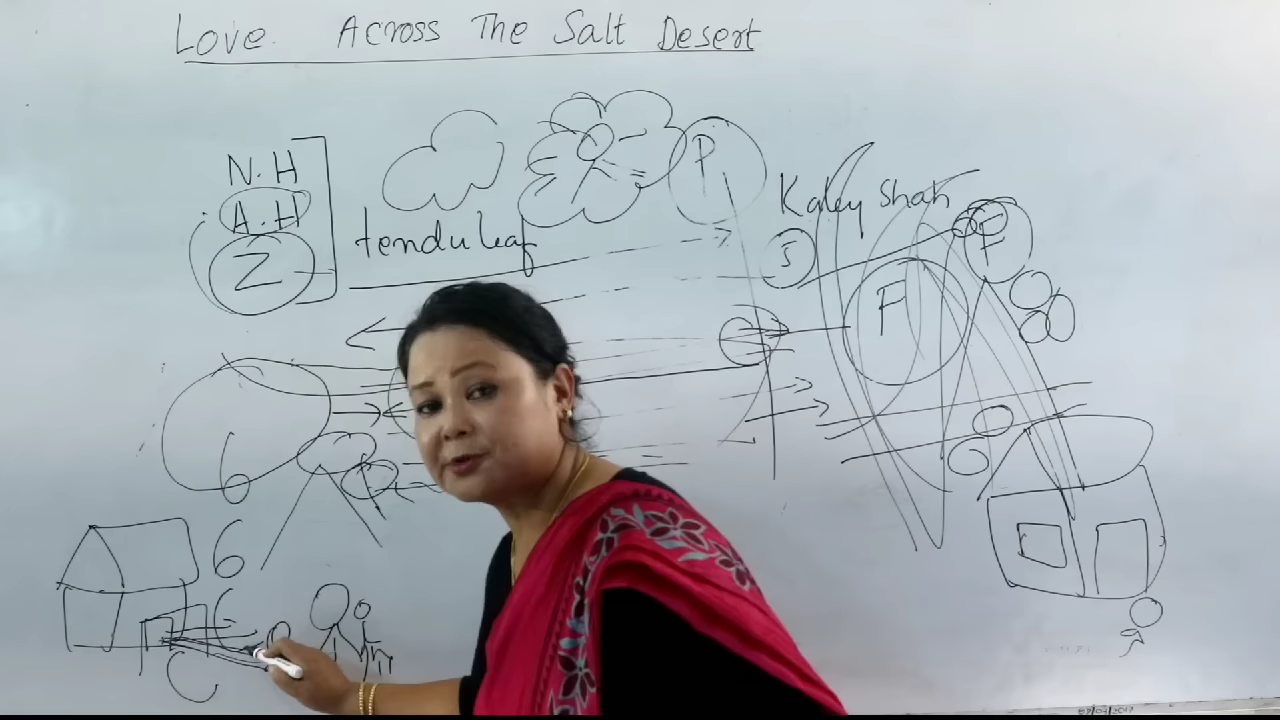 Love Across The Salt Desert
N.H
A.H
Z
tendu leaf
P
Kaley Shah
F
F
6
6